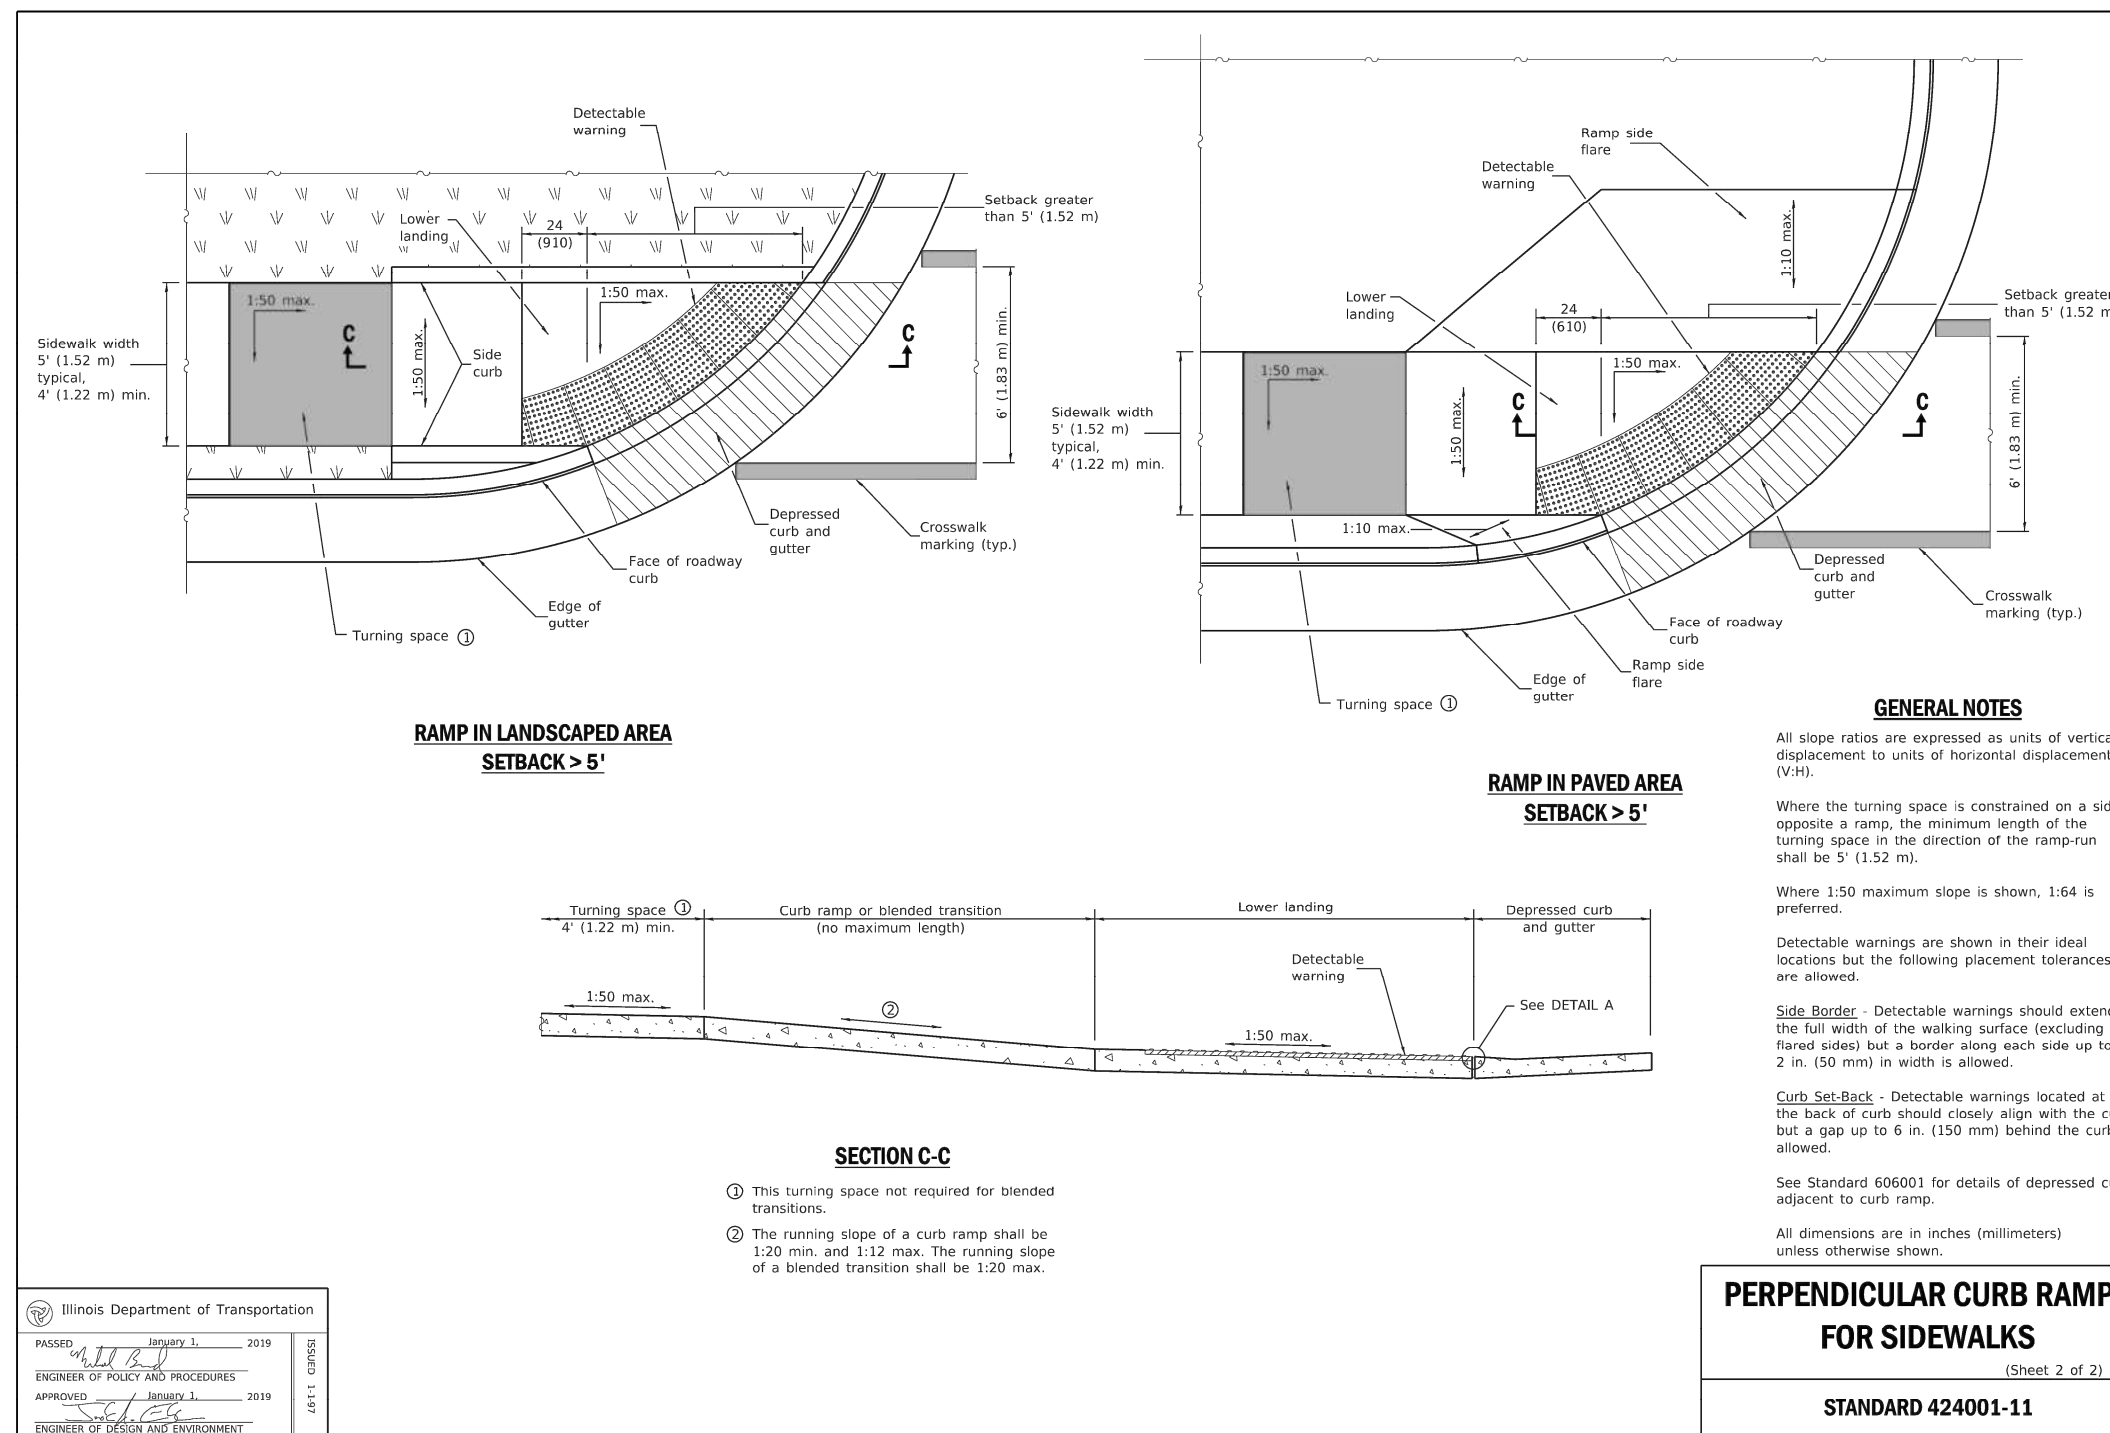 Detectable
warning
Setback greater
than 5' (1.52 m)
Lower
landing
24
(910)
1:50 max.
1:50 max.
C
C
Sidewalk width
5' (1.52 m)
typical,
4' (1.22 m) min.
1:50 max.
Side
curb
6' (1.83 m) min.
Depressed
curb and
gutter
Crosswalk
marking (typ.)
Face of roadway
curb
Edge of
gutter
Turning space 1
RAMP IN LANDSCAPED AREA
SETBACK > 5'
Ramp side
flare
Detectable
warning
1:10 max.
Lower
landing
24
(610)
Setback greater
than 5' (1.52 m
1:50 max.
1:50 max.
C
C
Sidewalk width
5' (1.52 m)
typical,
4' (1.22 m) min.
1:50 max.
6' (1.83 m) min.
1:10 max.
Depressed
curb and
gutter
Crosswalk
marking (typ.)
Face of roadway
curb
Ramp side
flare
Edge of
gutter
Turning space 1
RAMP IN PAVED AREA
SETBACK > 5'
GENERAL NOTES
All slope ratios are expressed as units of vertica
displacement to units of horizontal displacement
(V:H).
Where the turning space is constrained on a sid
opposite a ramp, the minimum length of the
turning space in the direction of the ramp-run
shall be 5' (1.52 m).
Where 1:50 maximum slope is shown, 1:64 is
preferred.
Detectable warnings are shown in their ideal
locations but the following placement tolerances
are allowed.
Side Border - Detectable warnings should extend
the full width of the walking surface (excluding
flared sides) but a border along each side up to
2 in. (50 mm) in width is allowed.
Curb Set-Back - Detectable warnings located at
the back of curb should closely align with the c
but a gap up to 6 in. (150 mm) behind the curb
allowed.
See Standard 606001 for details of depressed c
adjacent to curb ramp.
All dimensions are in inches (millimeters)
unless otherwise shown.
Turning space 1
4' (1.22 m) min.
Curb ramp or blended transition
(no maximum length)
Lower landing
Depressed curb
and gutter
Detectable
warning
1:50 max.
2
See DETAIL A
1:50 max.
SECTION C-C
1 This turning space not required for blended
transitions.
2 The running slope of a curb ramp shall be
1:20 min. and 1:12 max. The running slope
of a blended transition shall be 1:20 max.
Illinois Department of Transportation
PASSED January 1, 2019
ENGINEER OF POLICY AND PROCEDURES
APPROVED January 1, 2019
ENGINEER OF DESIGN AND ENVIRONMENT
ISSUED 1-1-97
PERPENDICULAR CURB RAMP
FOR SIDEWALKS
(Sheet 2 of 2)
STANDARD 424001-11